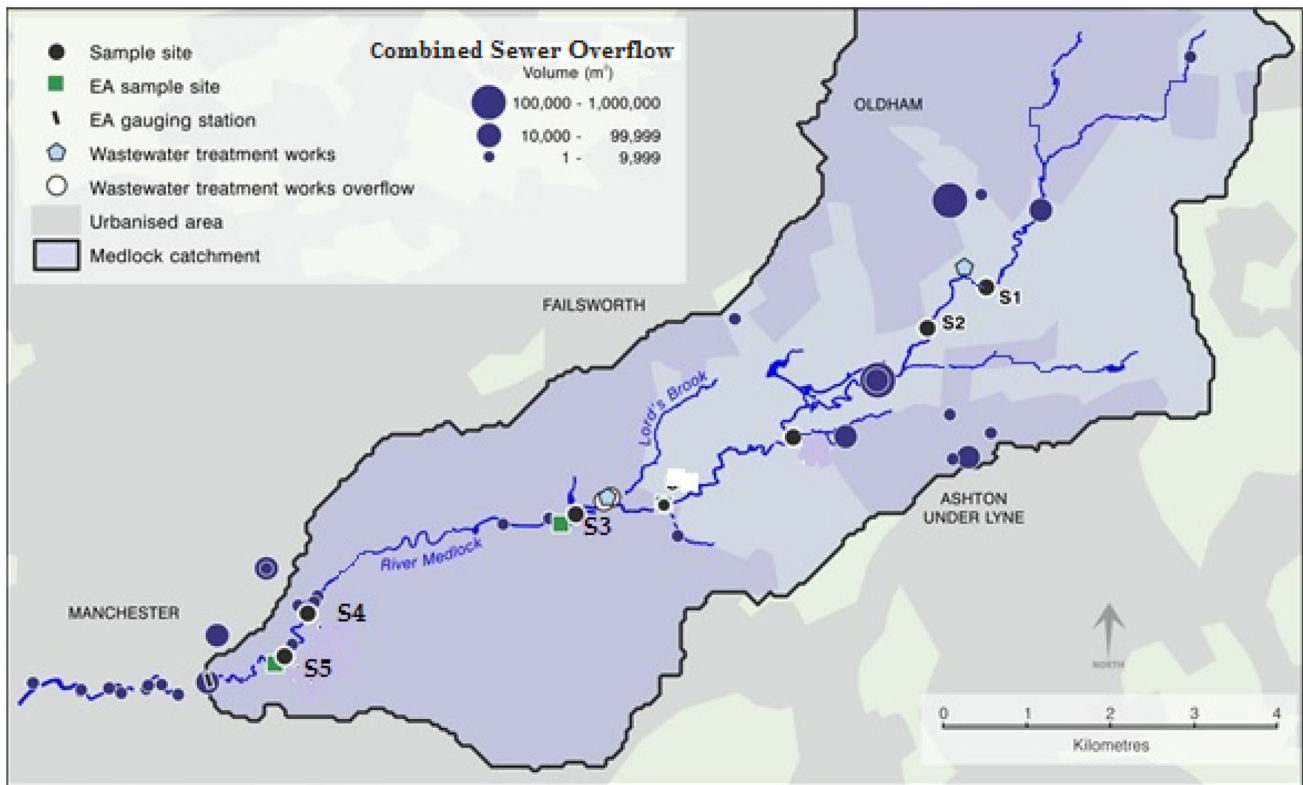 Sample site
EA sample site
EA gauging station
Wastewater treatment works
Wastewater treatment works overflow
Urbanised area
Medlock catchment
Combined Sewer Overflow
Volume (m³)
100,000 - 1,000,000
10,000 - 99,999
1 - 9,999
OLDHAM
S1
S2
FAILSWORTH
Lord's Brook
ASHTON
UNDER LYNE
S3
River Medlock
MANCHESTER
S4
S5
NORTH
0 1 2 3 4
Kilometres